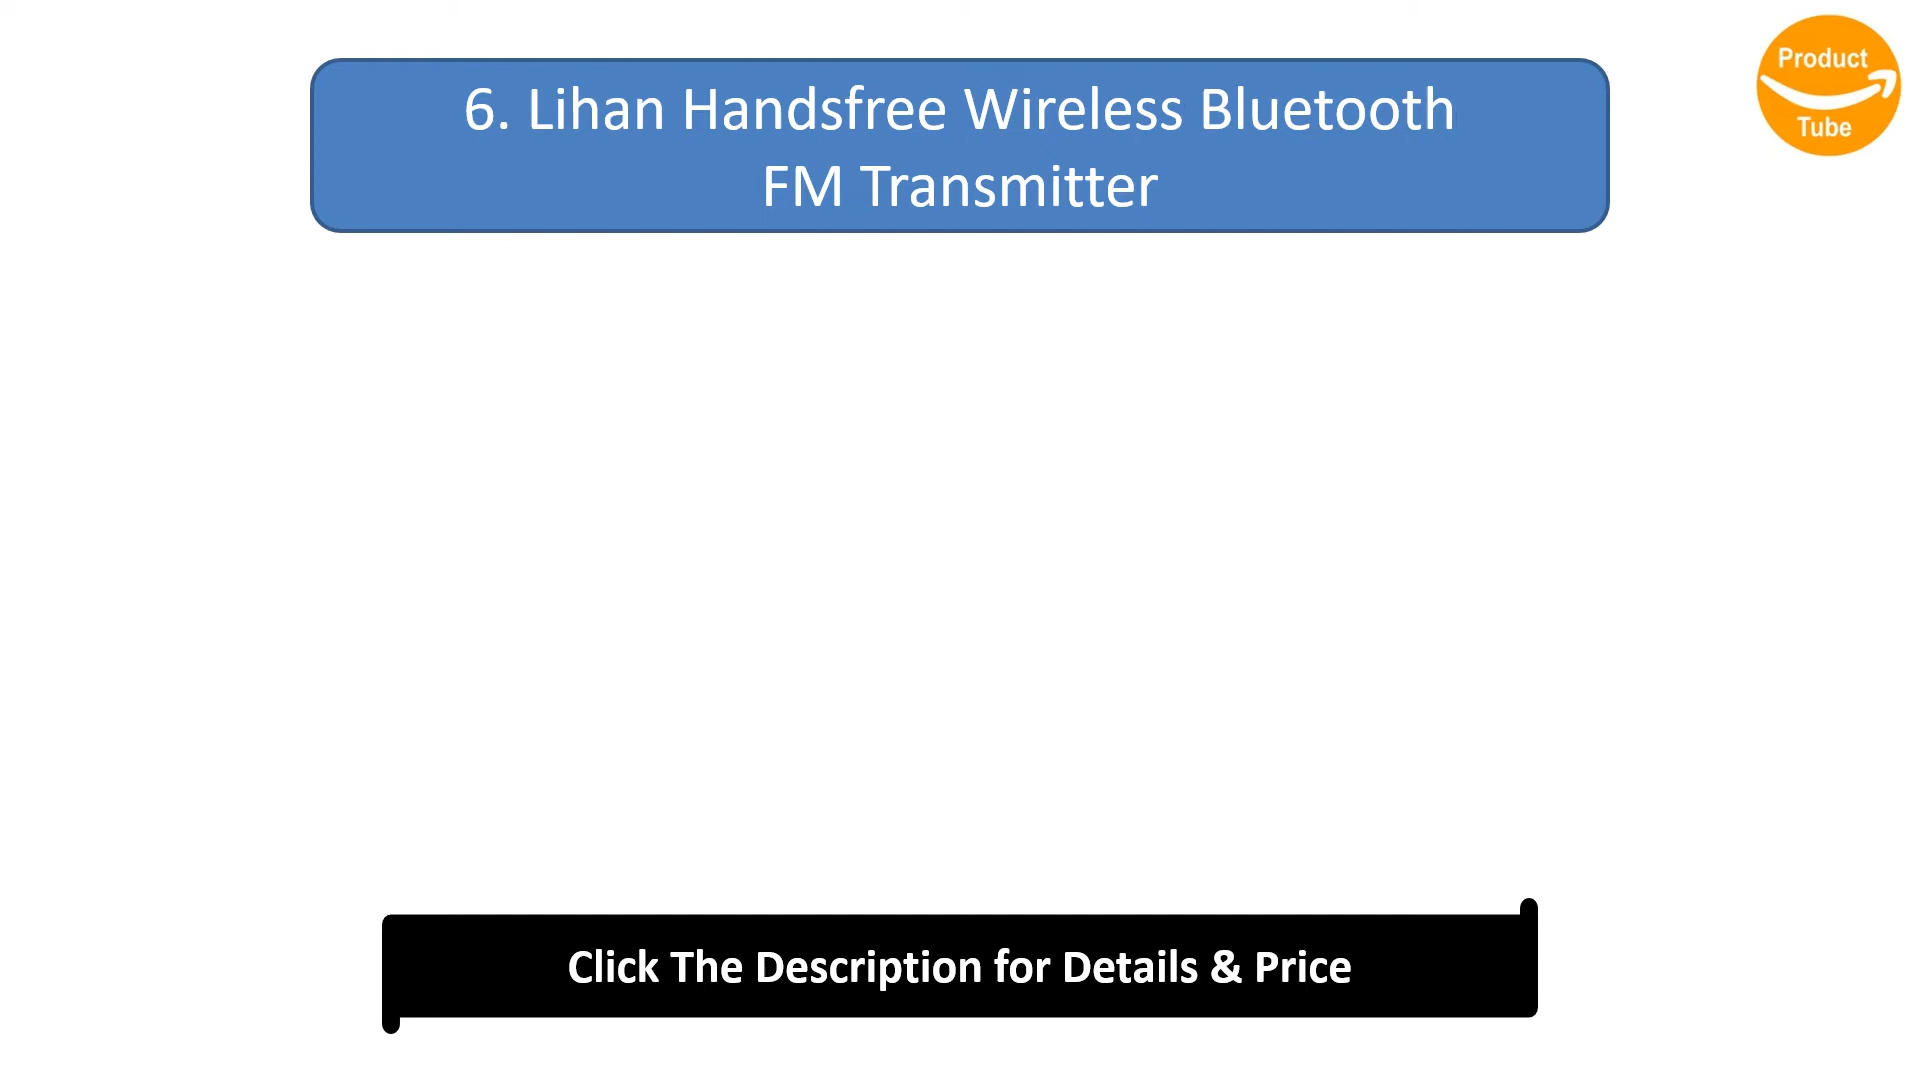 Product
Tube
6. Lihan Handsfree Wireless Bluetooth
FM Transmitter
Click The Description for Details & Price